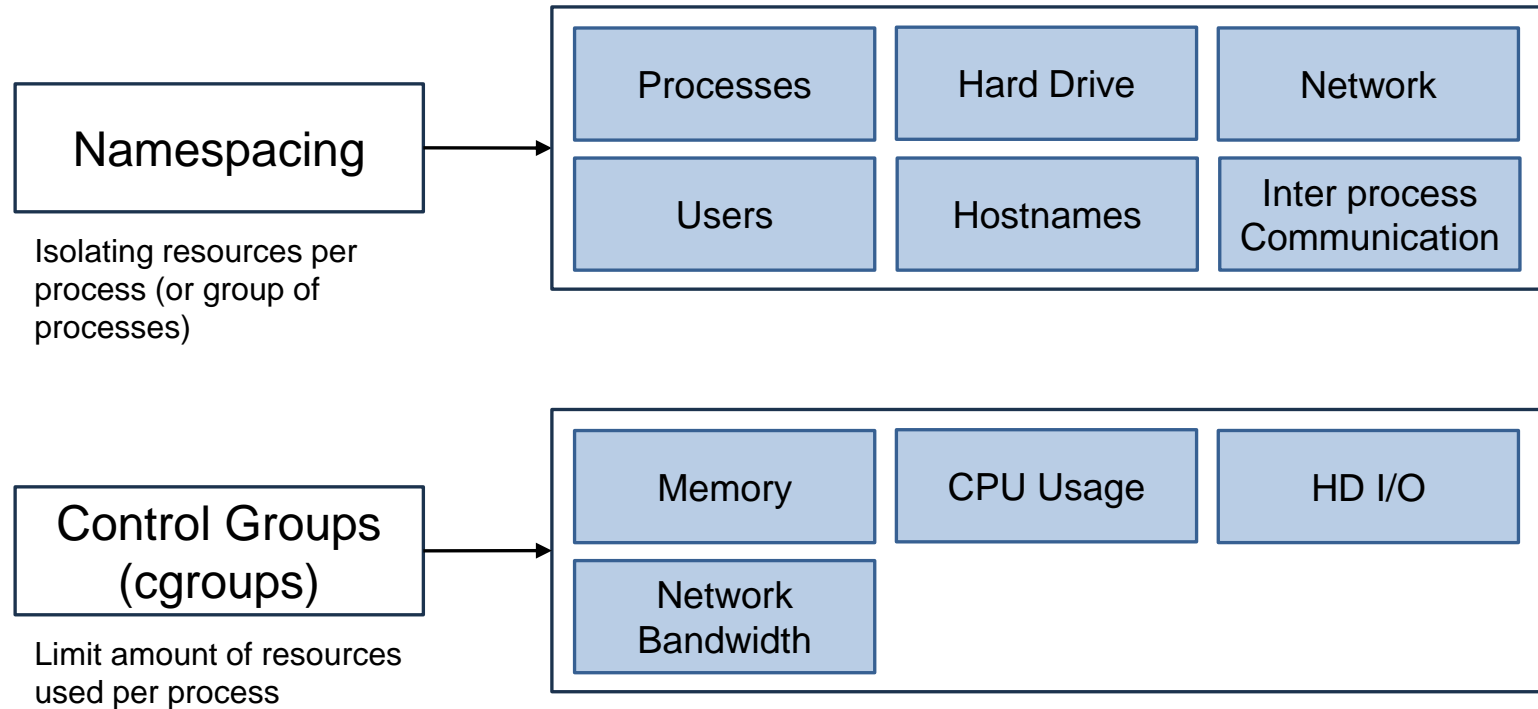 Namespacing
Isolating resources per
process (or group of
processes)
Processes
Hard Drive
Network
Users
Hostnames
Inter process
Communication
Control Groups
(cgroups)
Limit amount of resources
used per process
Memory
CPU Usage
HD I/O
Network
Bandwidth